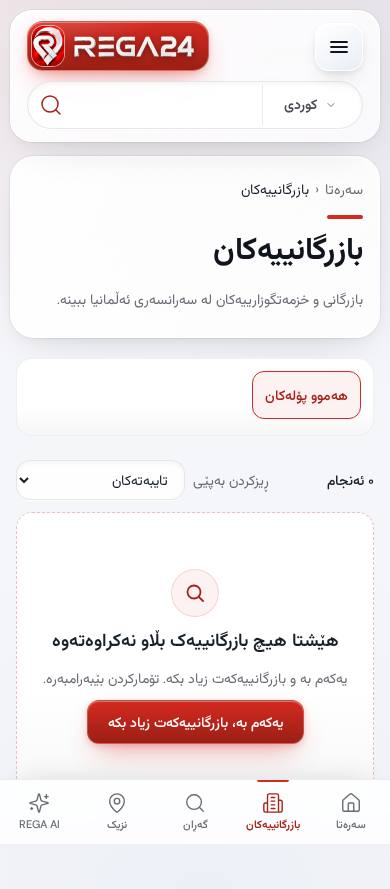 REGA24
کوردی
سەرەتا › بازرگانییەکان
بازرگانییەکان
بازرگانی و خزمەتگوزارییەکان لە سەرانسەری ئەڵمانیا ببینە.
هەموو پۆلەکان
٠ ئەنجام
ڕیزکردن بەپێی
تایبەتەکان
هێشتا هیچ بازرگانییەک بڵاو نەکراوەتەوە
یەکەم بە و بازرگانییەکەت زیاد بکە. تۆمارکردن بێبەرامبەرە.
یەکەم بە، بازرگانییەکەت زیاد بکە
سەرەتا
بازرگانییەکان
گەڕان
نزیک
REGA AI